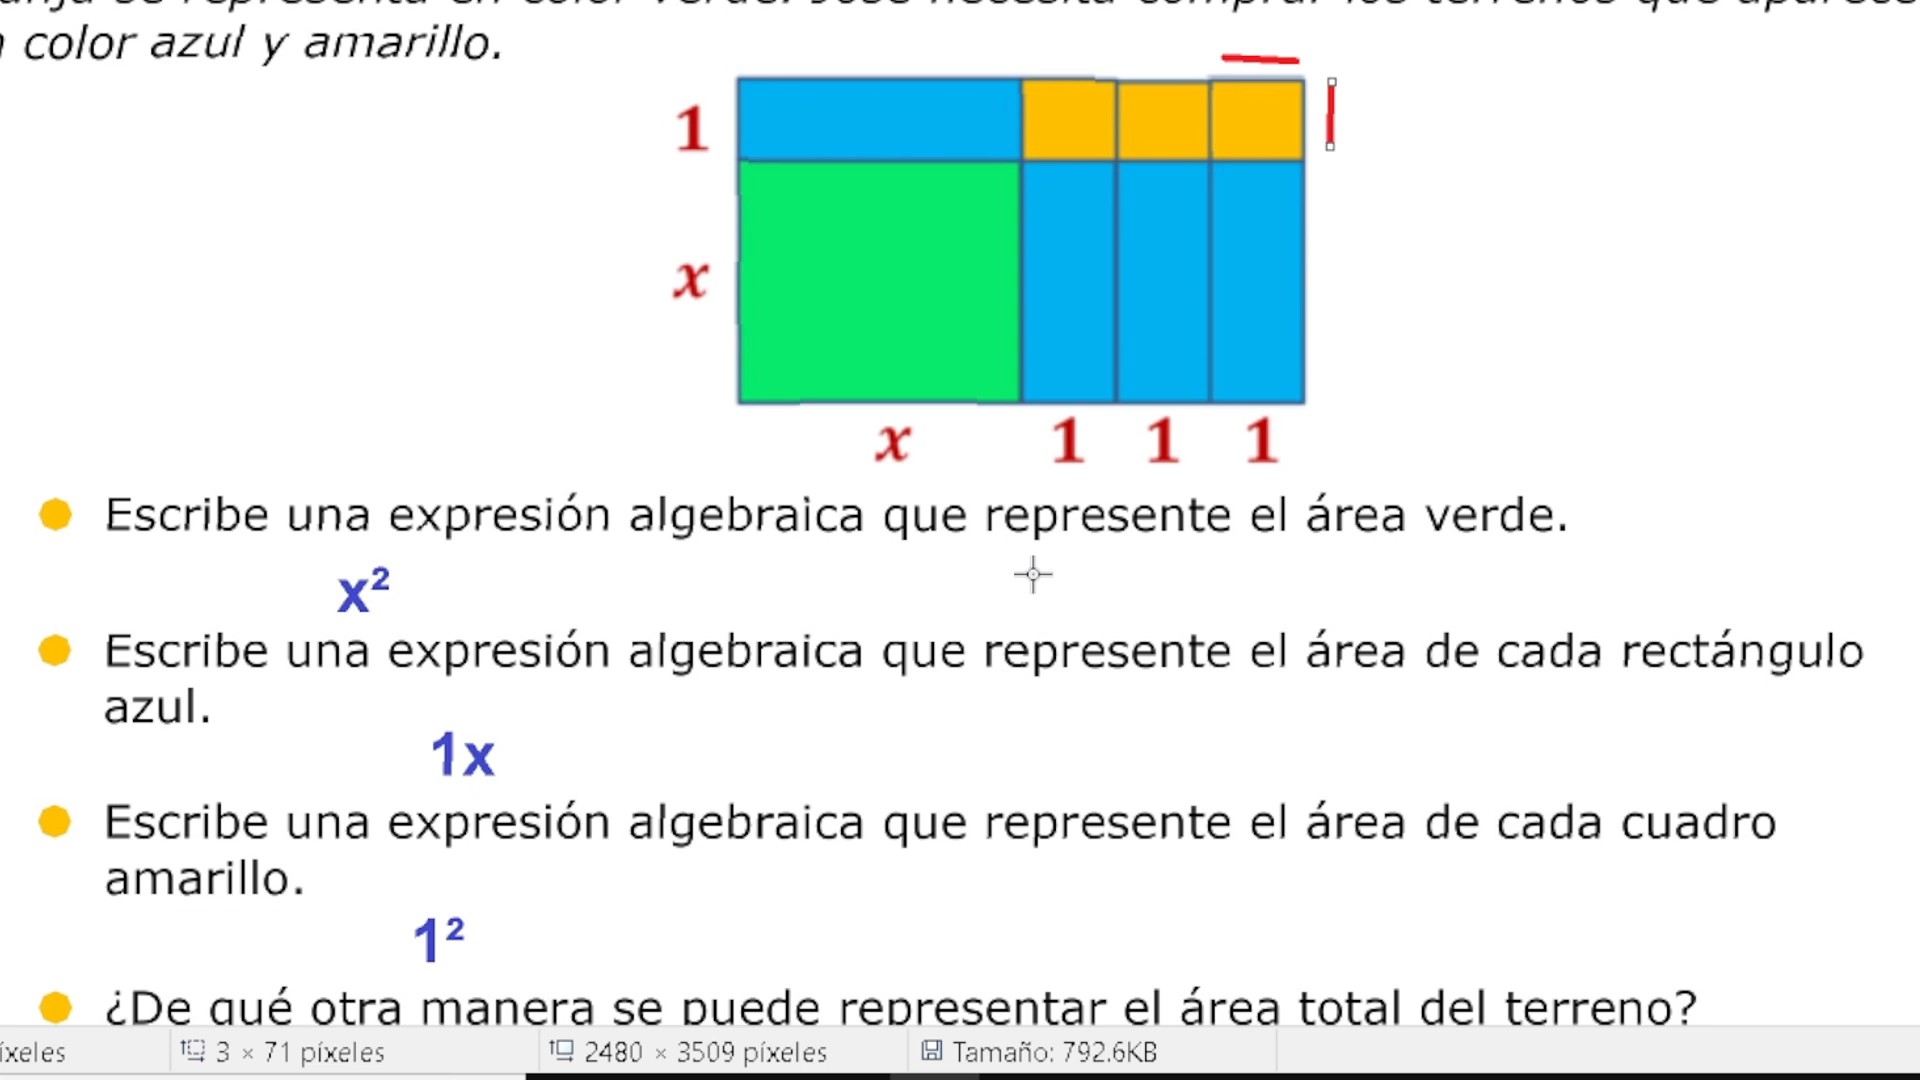 color azul y amarillo.
1
x
x 1 1 1
Escribe una expresión algebraica que represente el área verde.
x²
Escribe una expresión algebraica que represente el área de cada rectángulo
azul.
1x
Escribe una expresión algebraica que represente el área de cada cuadro
amarillo.
1²
¿De qué otra manera se puede representar el área total del terreno?
íxeles 3 × 71 píxeles 2480 × 3509 píxeles Tamaño: 792.6KB